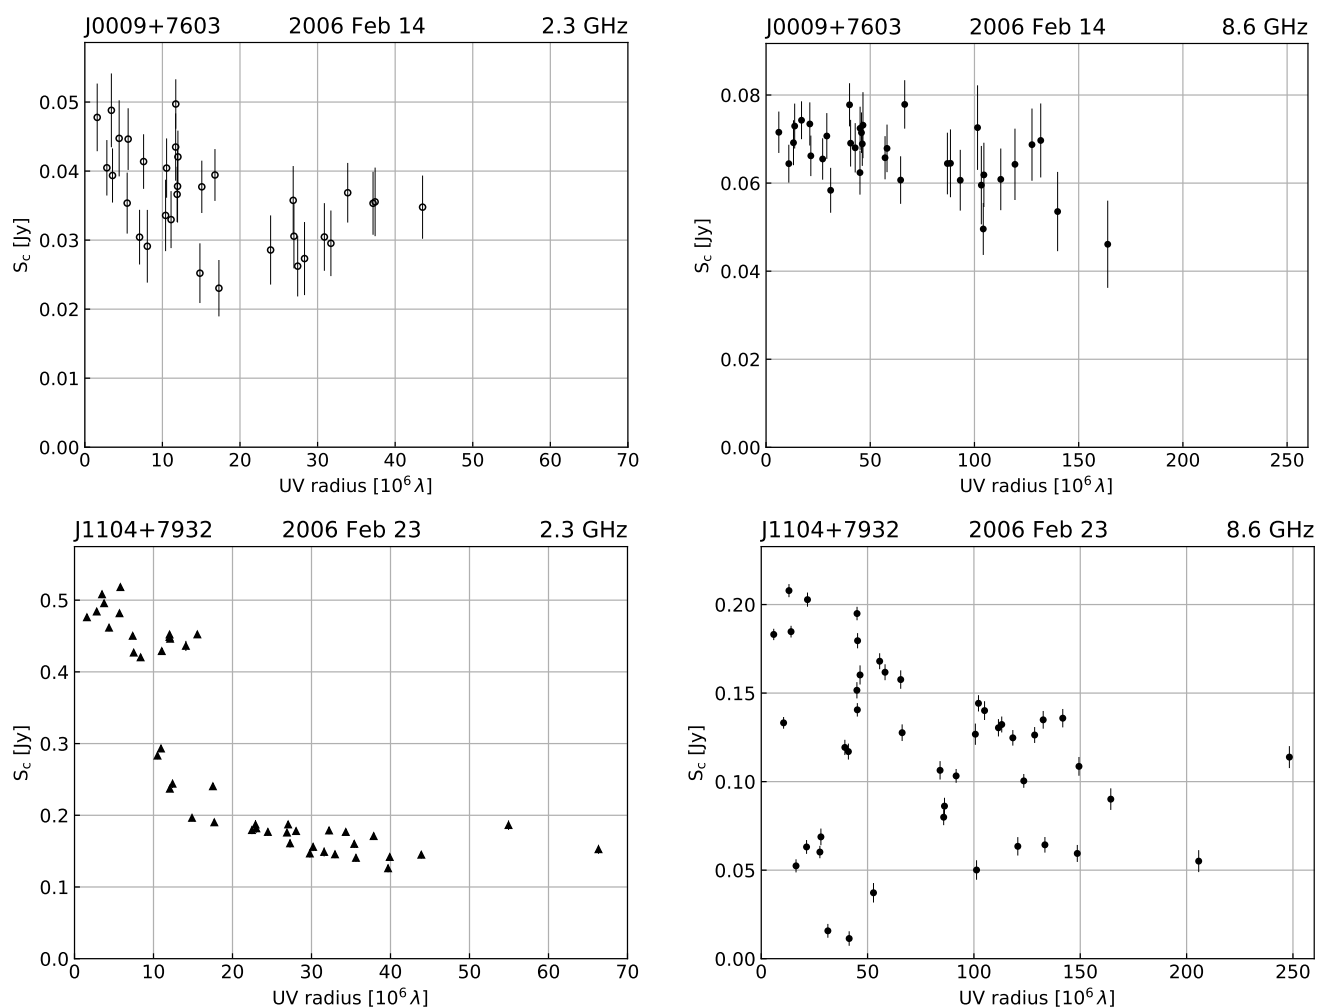 J0009+7603 2006 Feb 14 2.3 GHz
0.05
0.04
0.03
0.02
0.01
0.00
S_c [Jy]
0 10 20 30 40 50 60 70
UV radius [10^6 λ]
J0009+7603 2006 Feb 14 8.6 GHz
0.08
0.06
0.04
0.02
0.00
S_c [Jy]
0 50 100 150 200 250
UV radius [10^6 λ]
J1104+7932 2006 Feb 23 2.3 GHz
0.5
0.4
0.3
0.2
0.1
0.0
S_c [Jy]
0 10 20 30 40 50 60 70
UV radius [10^6 λ]
J1104+7932 2006 Feb 23 8.6 GHz
0.20
0.15
0.10
0.05
0.00
S_c [Jy]
0 50 100 150 200 250
UV radius [10^6 λ]